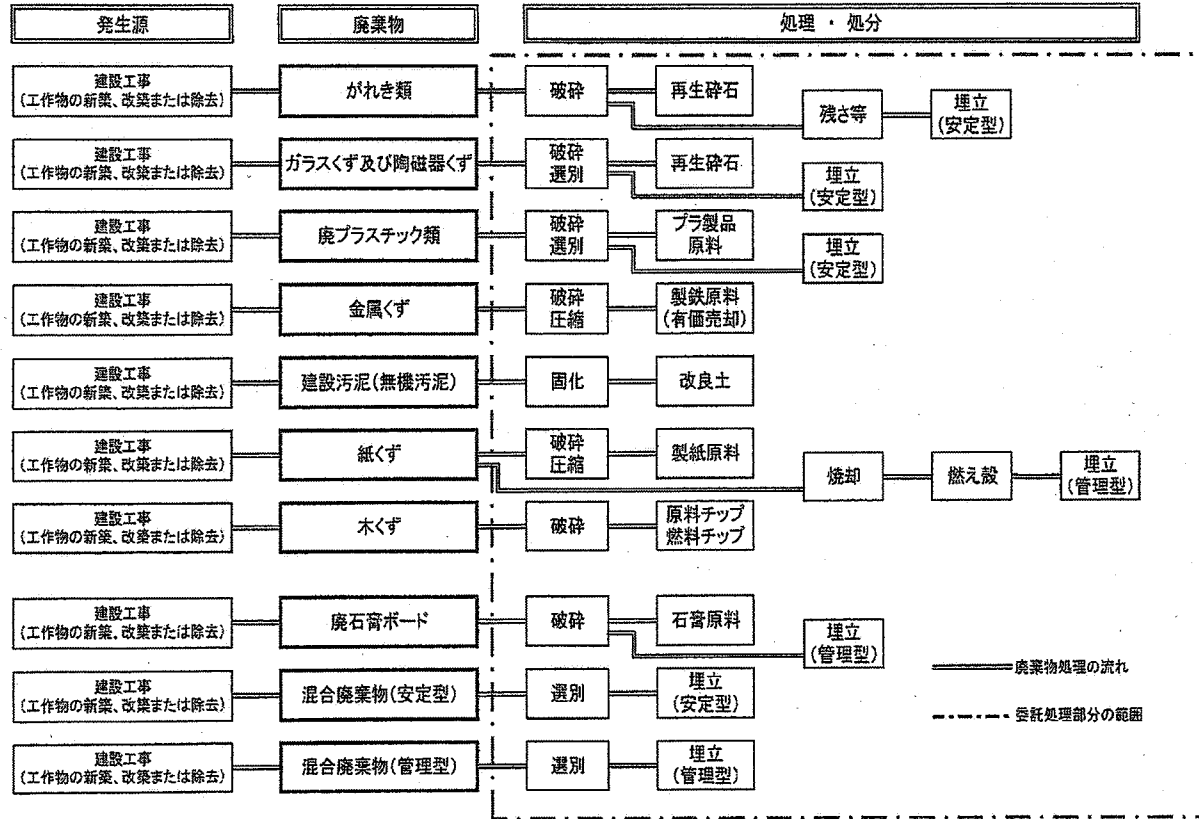 発生源
廃棄物
処理・処分
建設工事
(工作物の新築、改築または除去)
がれき類
破砕
再生砕石
残さ等
埋立
(安定型)
建設工事
(工作物の新築、改築または除去)
ガラスくず及び陶磁器くず
破砕
選別
再生砕石
埋立
(安定型)
建設工事
(工作物の新築、改築または除去)
廃プラスチック類
破砕
選別
プラ製品
原料
埋立
(安定型)
建設工事
(工作物の新築、改築または除去)
金属くず
破砕
圧縮
製鉄原料
(有価売却)
建設工事
(工作物の新築、改築または除去)
建設汚泥(無機汚泥)
固化
改良土
建設工事
(工作物の新築、改築または除去)
紙くず
破砕
圧縮
製紙原料
焼却
燃え殻
埋立
(管理型)
建設工事
(工作物の新築、改築または除去)
木くず
破砕
原料チップ
燃料チップ
建設工事
(工作物の新築、改築または除去)
廃石膏ボード
破砕
石膏原料
埋立
(管理型)
建設工事
(工作物の新築、改築または除去)
混合廃棄物(安定型)
選別
埋立
(安定型)
建設工事
(工作物の新築、改築または除去)
混合廃棄物(管理型)
選別
埋立
(管理型)
廃棄物処理の流れ
委託処理部分の範囲